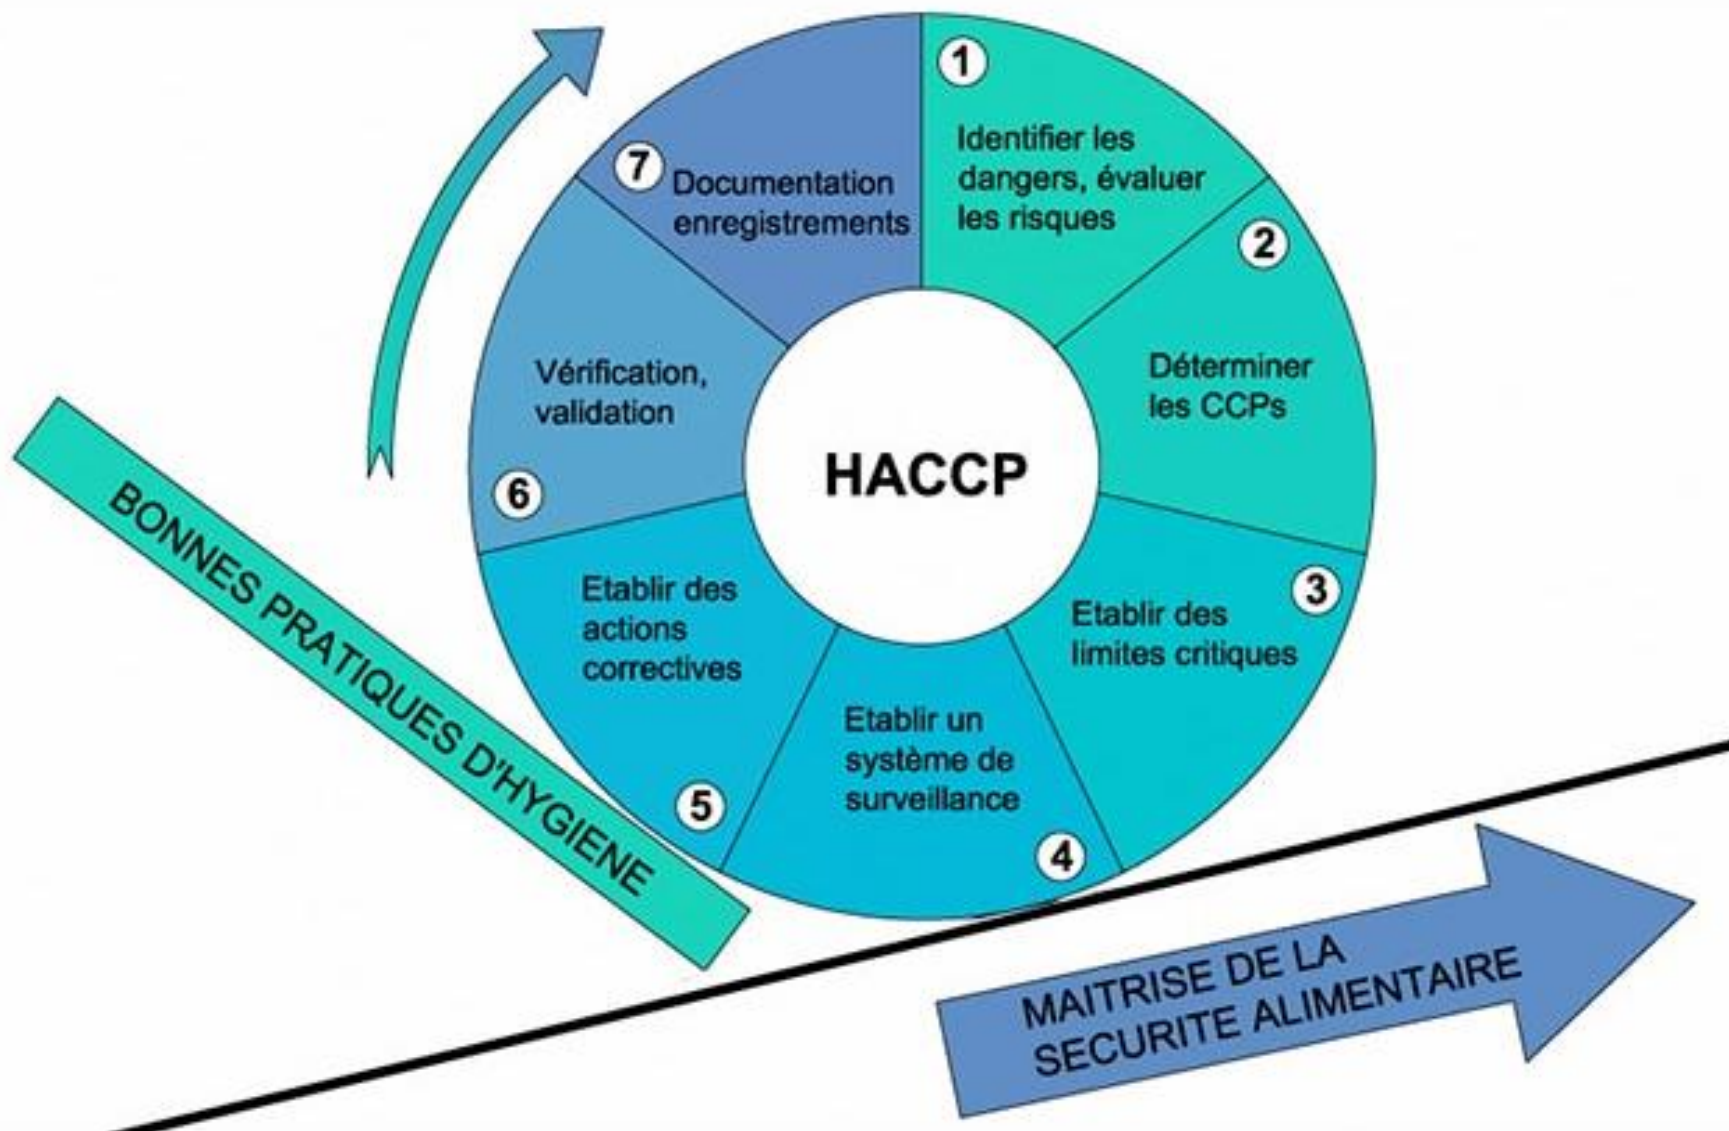 1
Identifier les
dangers, évaluer
les risques
2
Déterminer
les CCPs
3
Etablir des
limites critiques
4
Etablir un
système de
surveillance
5
Etablir des
actions
correctives
6
Vérification,
validation
7
Documentation
enregistrements
HACCP
BONNES PRATIQUES D'HYGIENE
MAITRISE DE LA
SECURITE ALIMENTAIRE